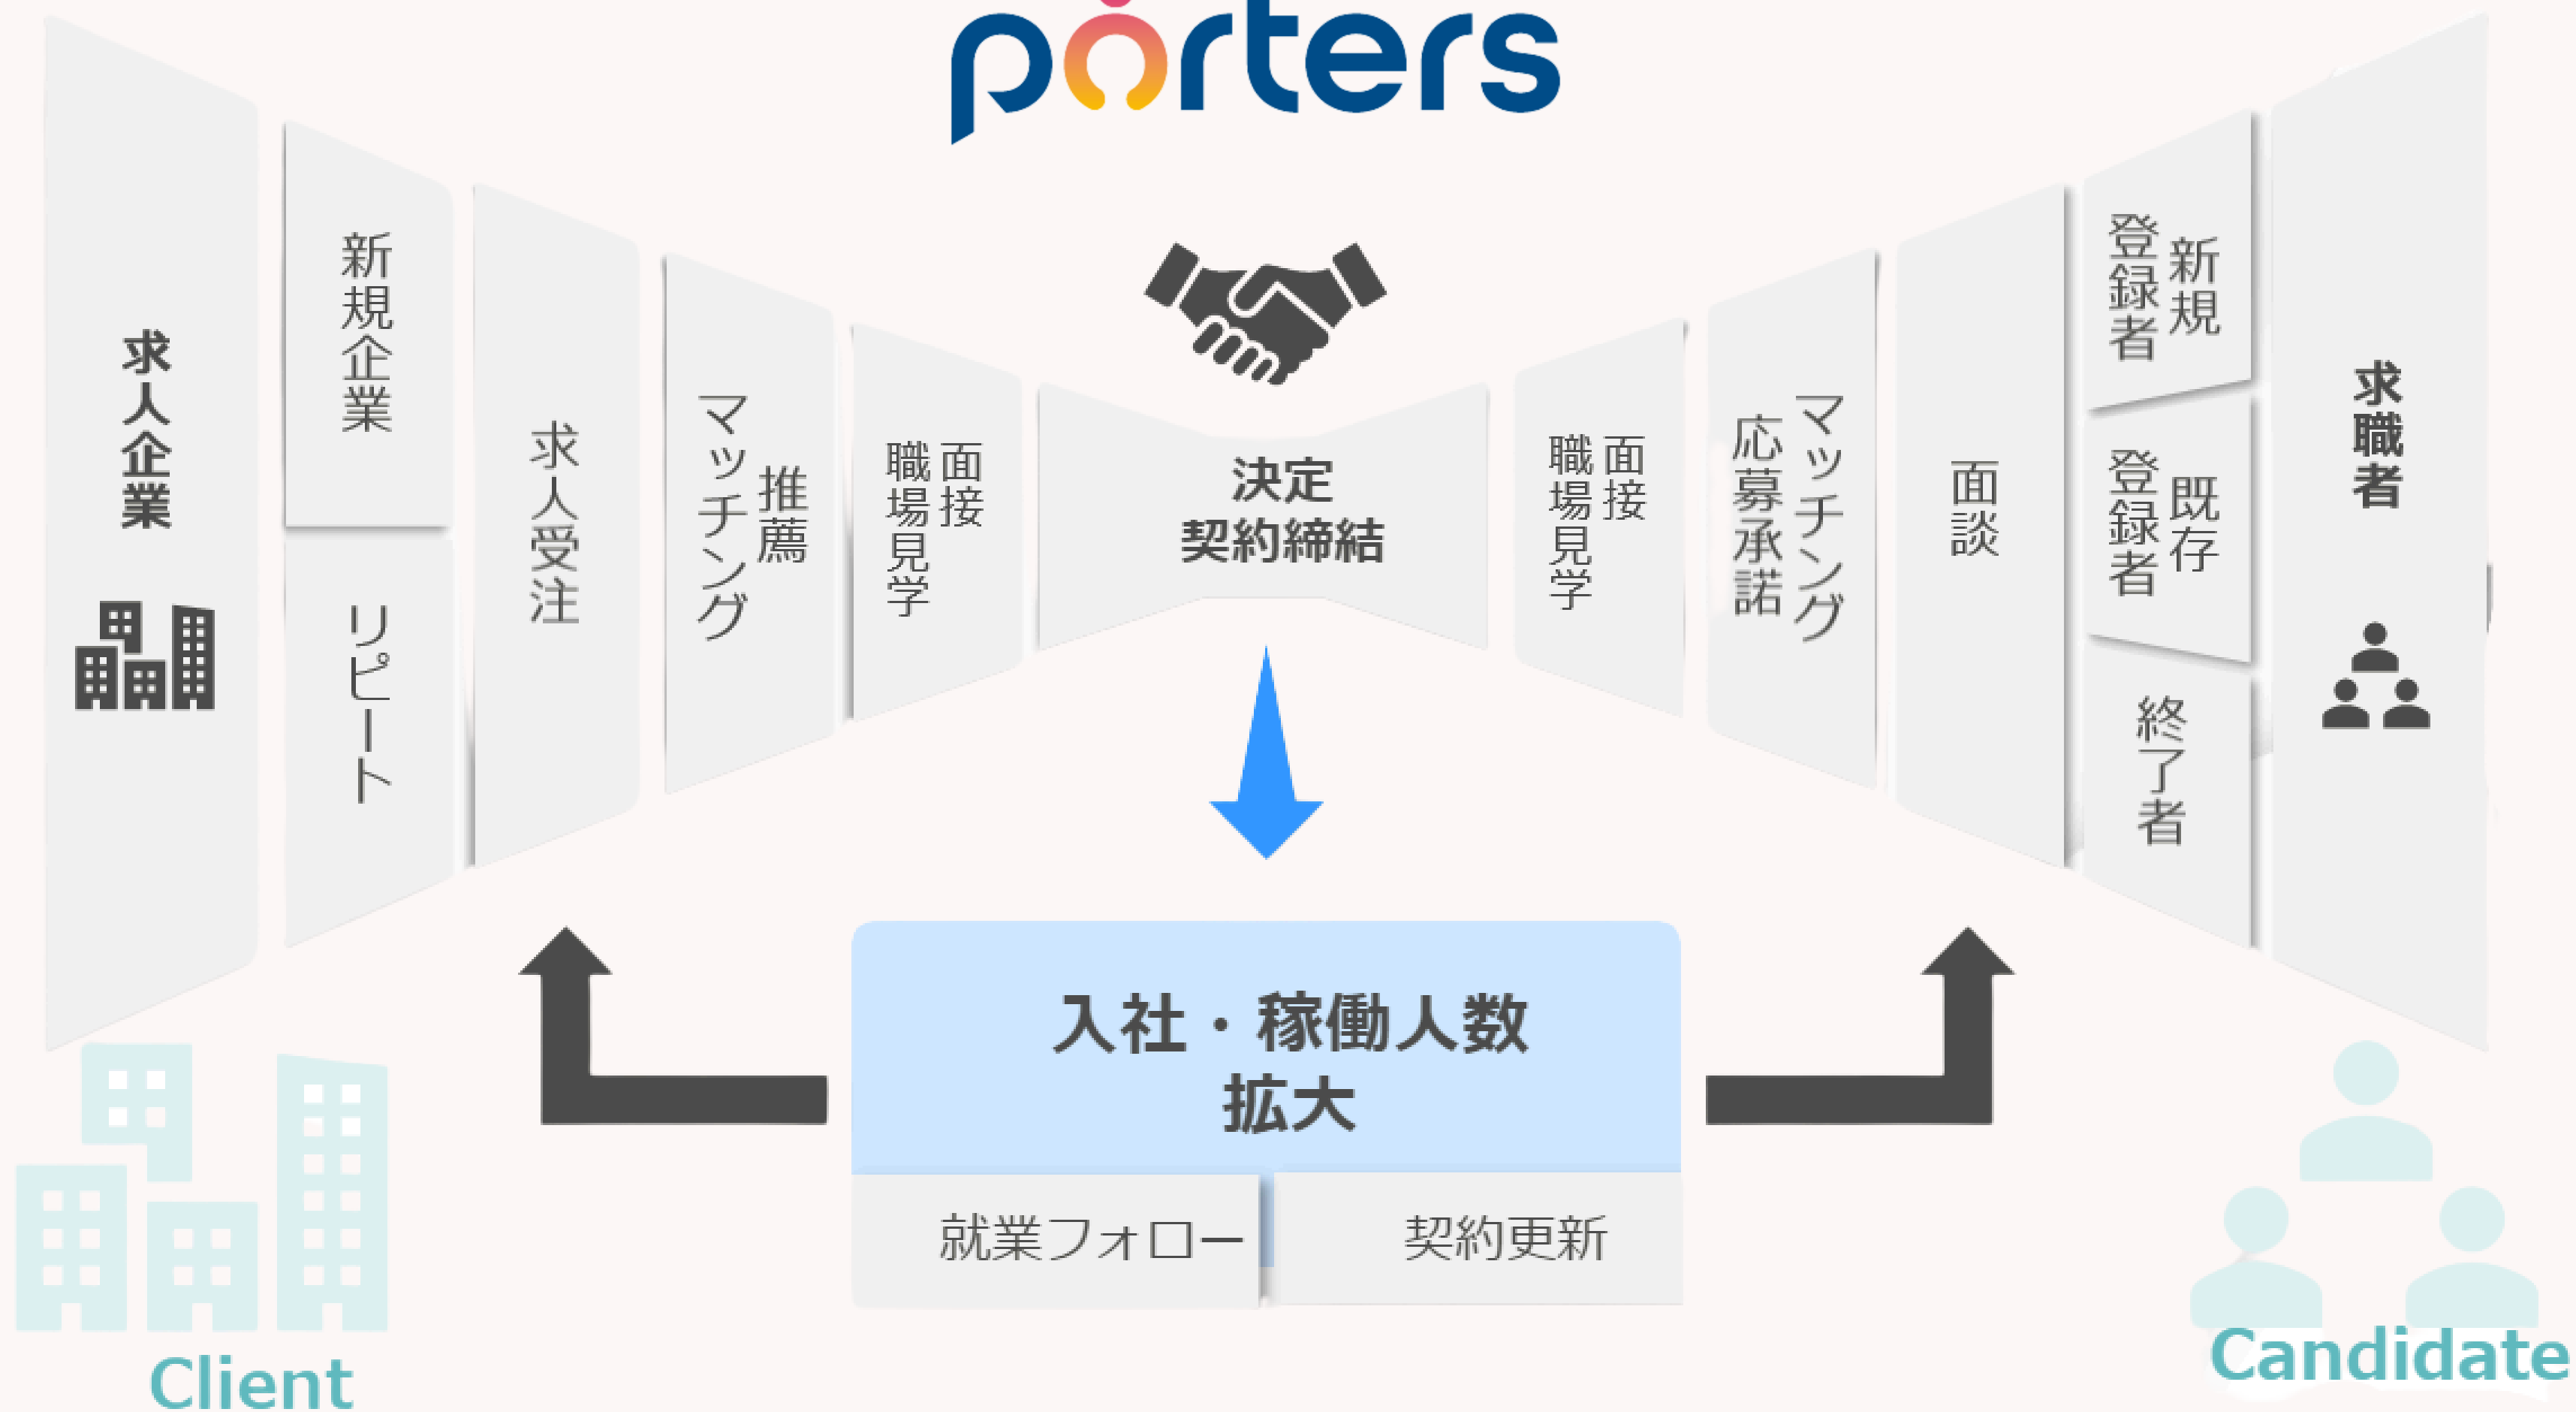 porters
求人企業
新規企業
リピート
求人受注
推薦
マッチング
面接
職場見学
決定
契約締結
面接
職場見学
マッチング
応募承諾
面談
新規
登録者
既存
登録者
終了者
求職者
入社・稼働人数
拡大
就業フォロー
契約更新
Client
Candidate